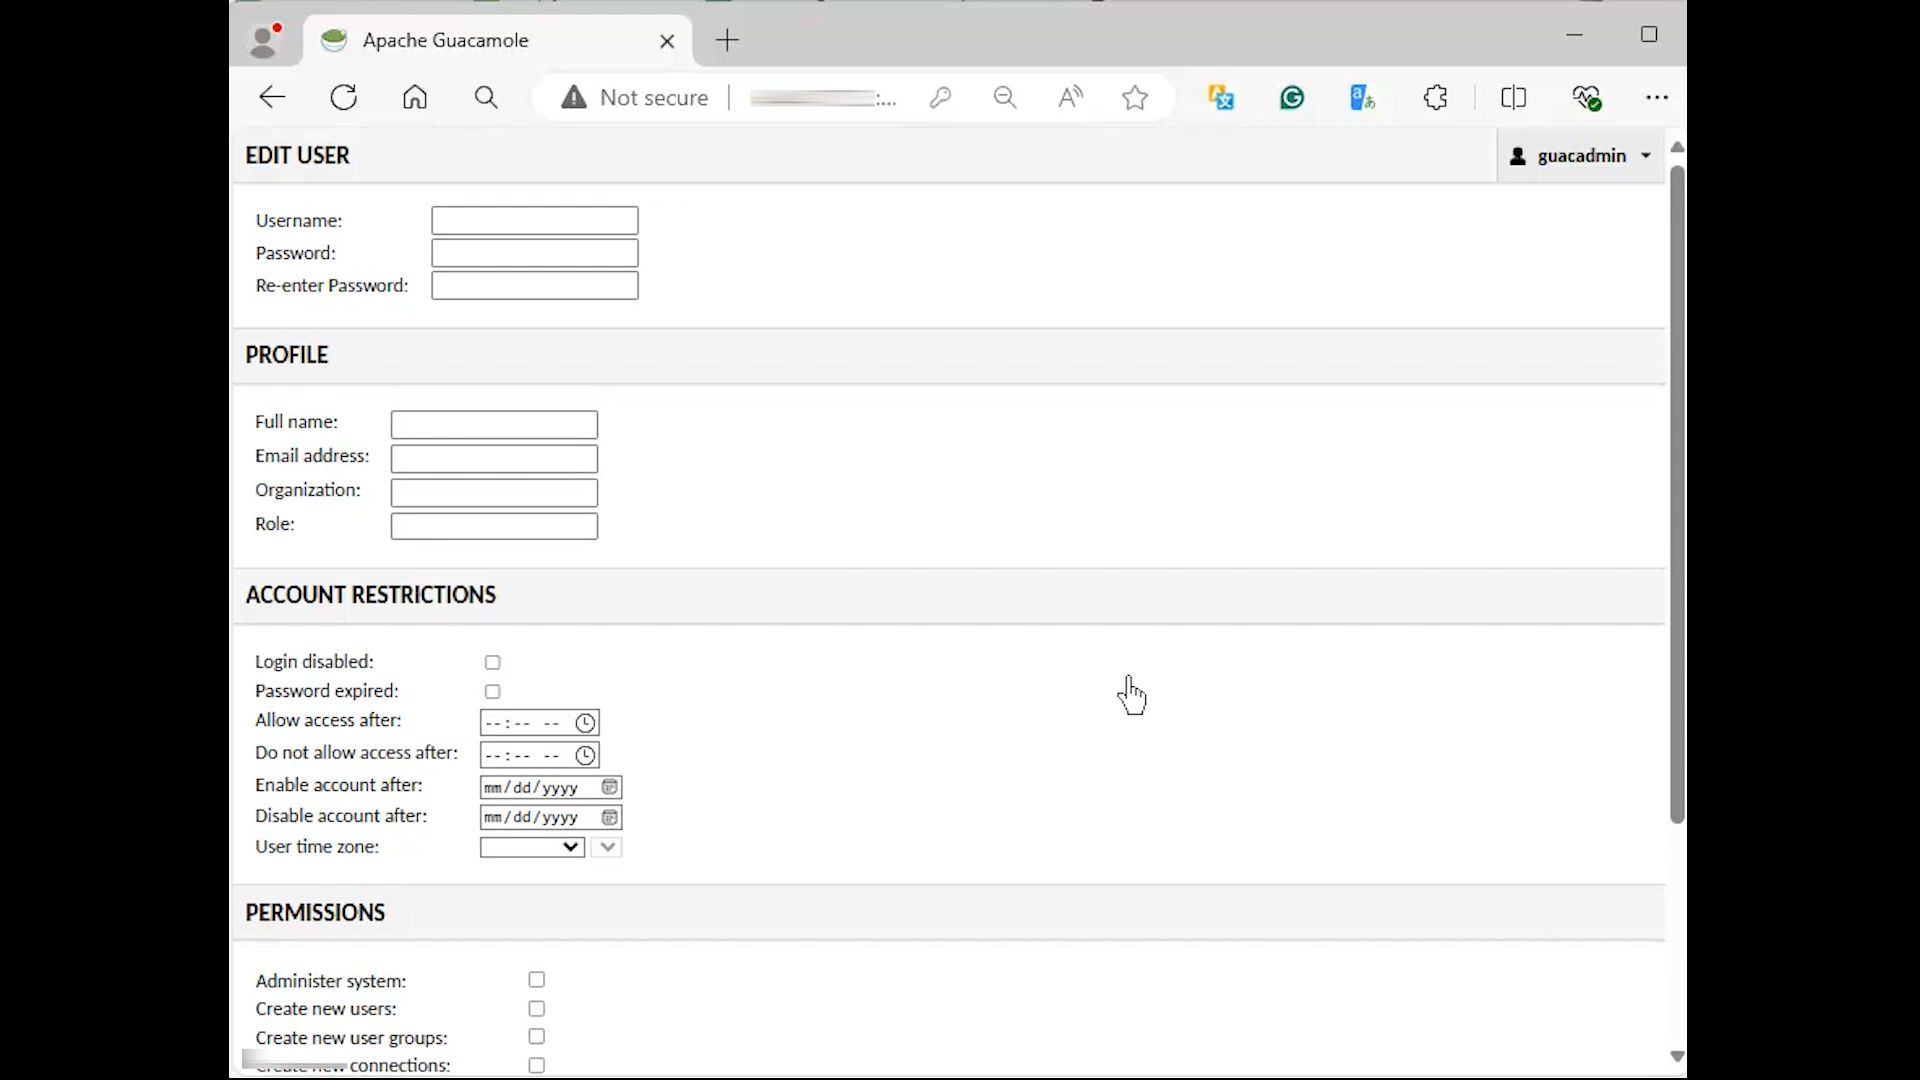 Apache Guacamole
Not secure
:...
EDIT USER
guacadmin
Username:
Password:
Re-enter Password:
PROFILE
Full name:
Email address:
Organization:
Role:
ACCOUNT RESTRICTIONS
Login disabled:
Password expired:
Allow access after: --:-- --
Do not allow access after: --:-- --
Enable account after: mm/dd/yyyy
Disable account after: mm/dd/yyyy
User time zone:
PERMISSIONS
Administer system:
Create new users:
Create new user groups:
Create new connections: